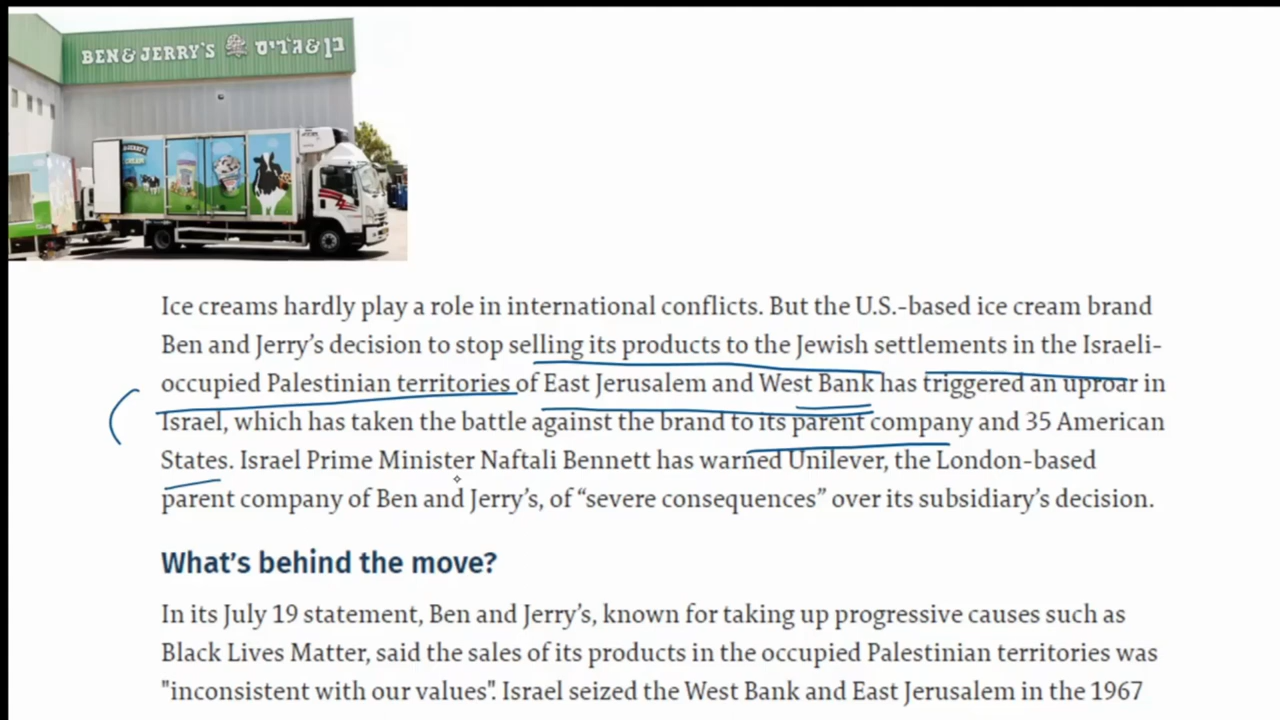 BEN & JERRY'S בן & ג'ריס
Ice creams hardly play a role in international conflicts. But the U.S.-based ice cream brand
Ben and Jerry’s decision to stop selling its products to the Jewish settlements in the Israeli-
occupied Palestinian territories of East Jerusalem and West Bank has triggered an uproar in
Israel, which has taken the battle against the brand to its parent company and 35 American
States. Israel Prime Minister Naftali Bennett has warned Unilever, the London-based
parent company of Ben and Jerry’s, of “severe consequences” over its subsidiary’s decision.
What’s behind the move?
In its July 19 statement, Ben and Jerry’s, known for taking up progressive causes such as
Black Lives Matter, said the sales of its products in the occupied Palestinian territories was
"inconsistent with our values". Israel seized the West Bank and East Jerusalem in the 1967